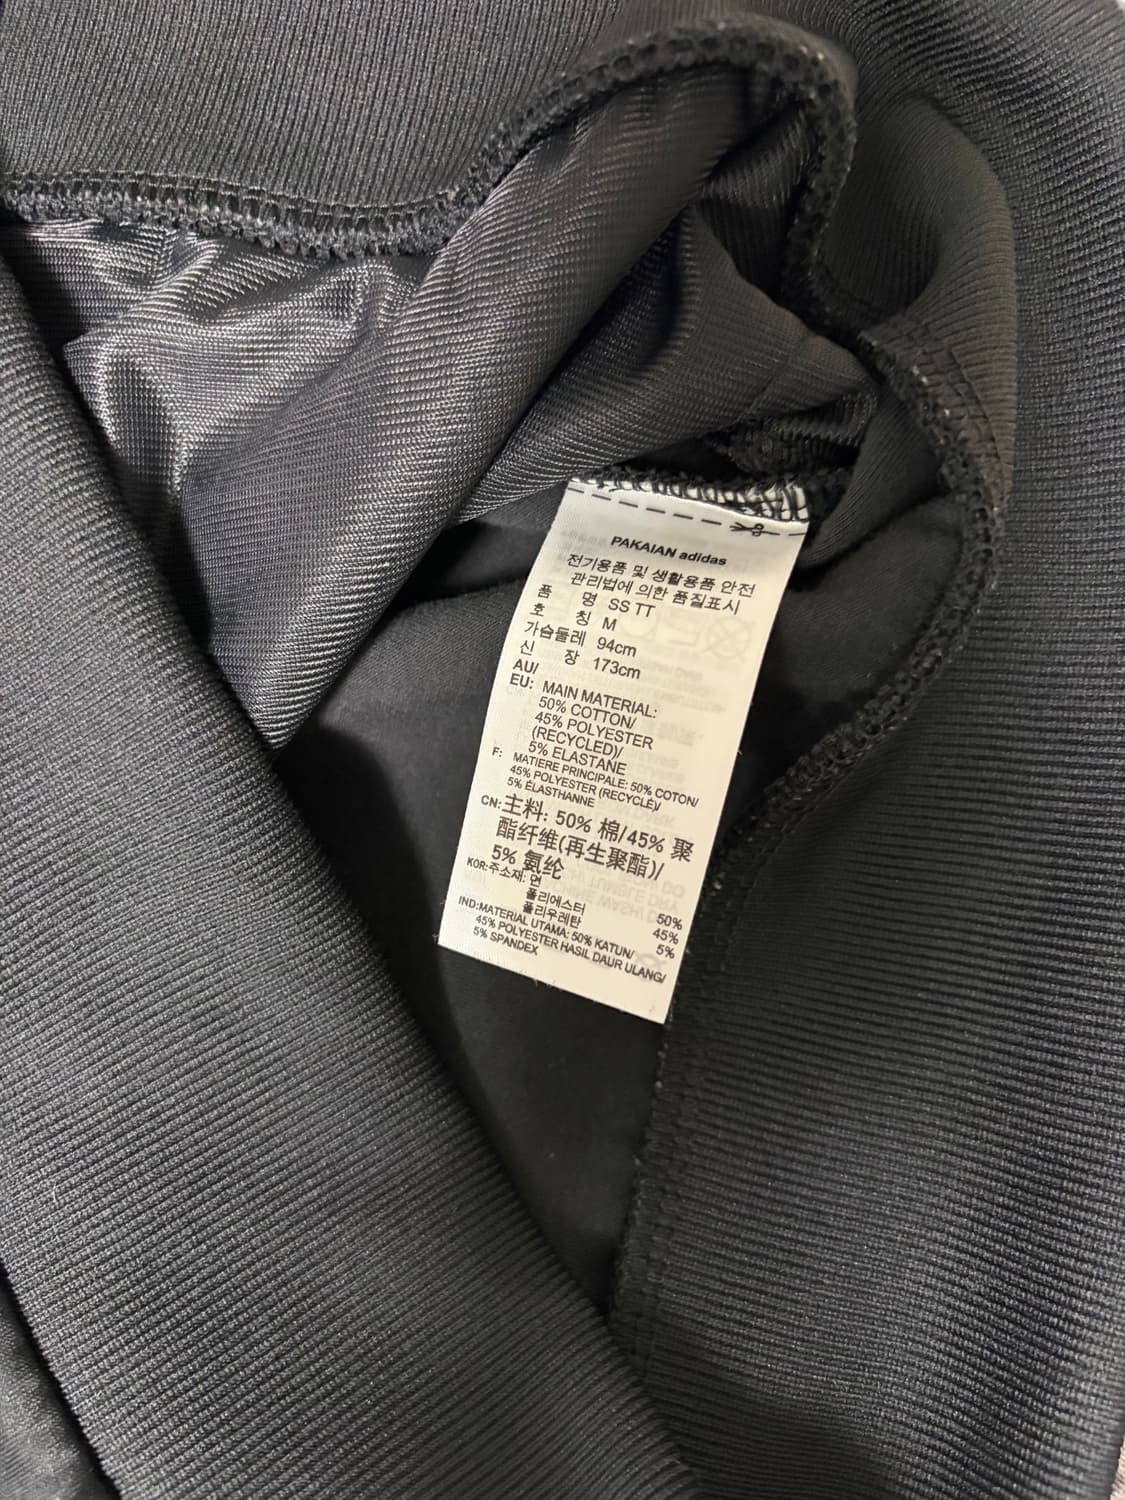 PAKAIAN adidas
전기용품 및 생활용품 안전
관리법에 의한 품질표시
품 명 SS TT
호 칭 M
가슴둘레 94cm
신 장 173cm
AU/
EU: MAIN MATERIAL:
50% COTTON/
45% POLYESTER
(RECYCLED)/
5% ELASTANE
F: MATIERE PRINCIPALE: 50% COTON/
45% POLYESTER (RECYCLÉ)/
5% ÉLASTHANNE
CN: 主料: 50% 棉/45% 聚
酯纤维(再生聚酯)/
5% 氨纶
KOR: 주소재: 면 50%
폴리에스터 45%
폴리우레탄 5%
IND: MATERIAL UTAMA: 50% KATUN/
45% POLYESTER HASIL DAUR ULANG/
5% SPANDEX